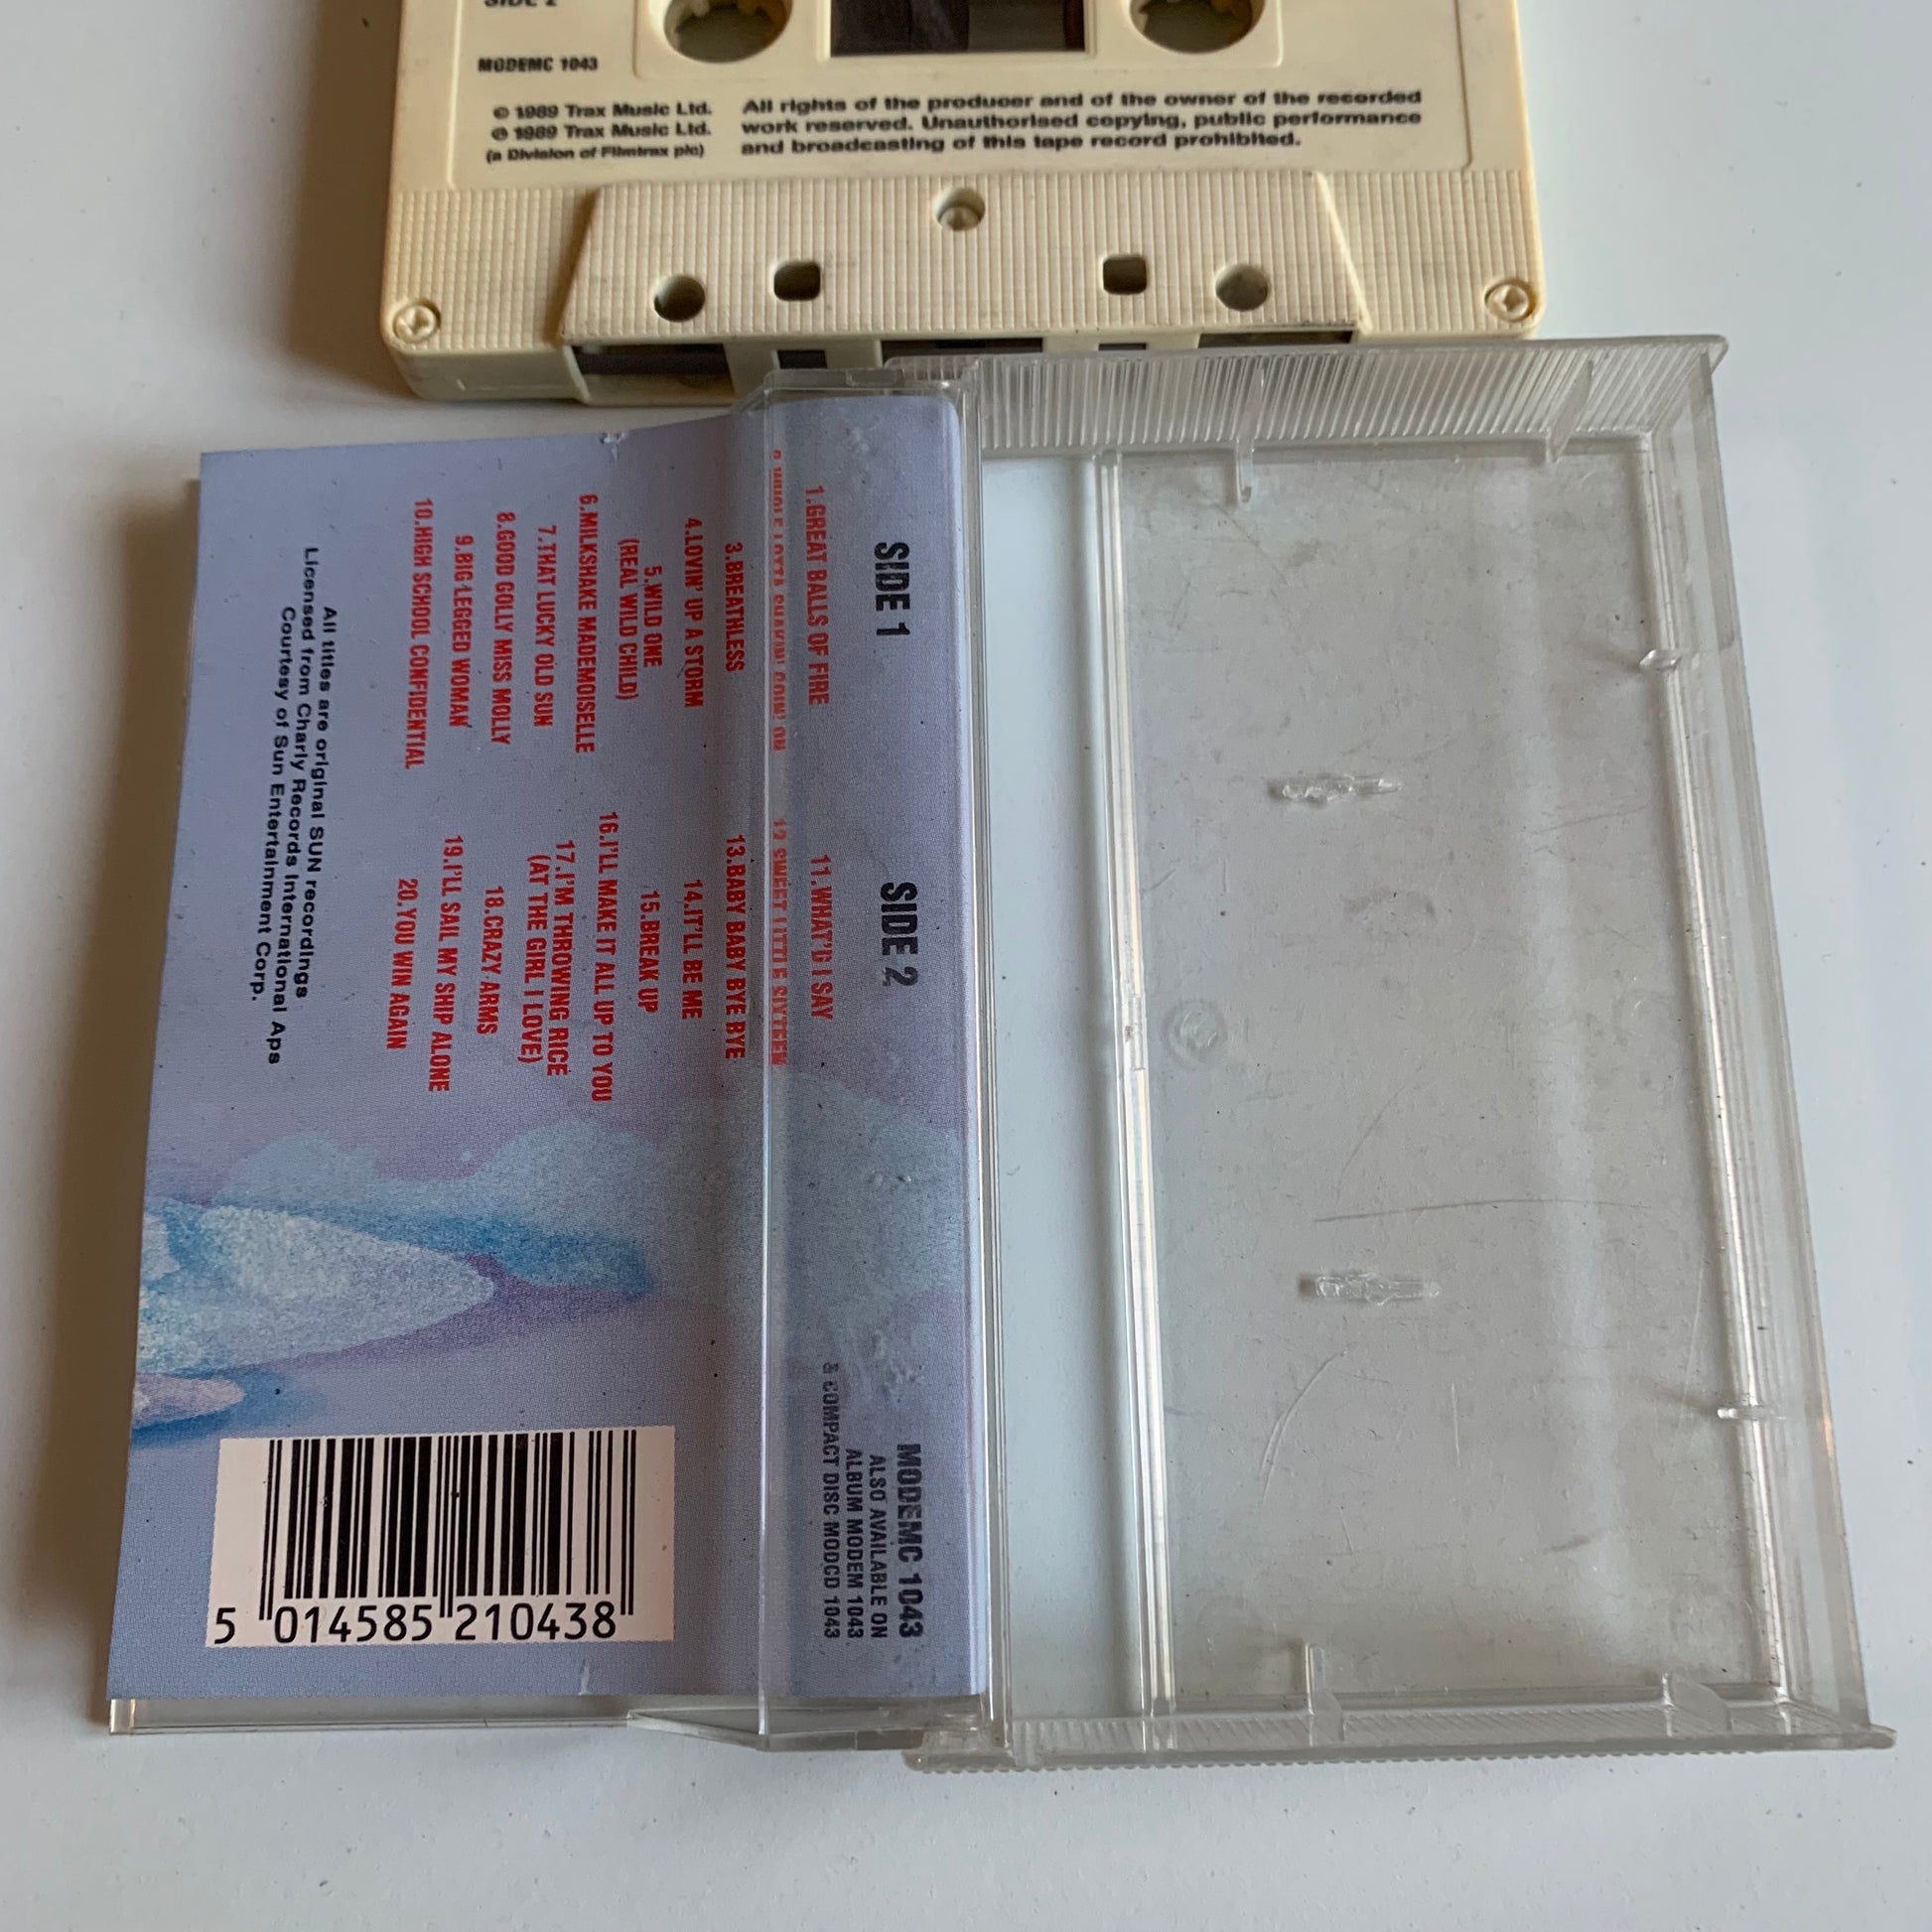 SIDE 2
MODEMC 1043
© 1989 Trax Music Ltd.
℗ 1989 Trax Music Ltd.
(a Division of Filmtrax plc)
All rights of the producer and of the owner of the recorded
work reserved. Unauthorised copying, public performance
and broadcasting of this tape record prohibited.
SIDE 1
1.GREAT BALLS OF FIRE
2.WHOLE LOTTA SHAKIN' GOIN' ON
3.BREATHLESS
4.LOVIN' UP A STORM
5.WILD ONE
(REAL WILD CHILD)
6.MILKSHAKE MADEMOISELLE
7.THAT LUCKY OLD SUN
8.GOOD GOLLY MISS MOLLY
9.BIG LEGGED WOMAN
10.HIGH SCHOOL CONFIDENTIAL
SIDE 2
11.WHAT'D I SAY
12.SWEET LITTLE SIXTEEN
13.BABY BABY BYE BYE
14.IT'LL BE ME
15.BREAK UP
16.I'LL MAKE IT ALL UP TO YOU
17.I'M THROWING RICE
(AT THE GIRL I LOVE)
18.CRAZY ARMS
19.I'LL SAIL MY SHIP ALONE
20.YOU WIN AGAIN
All titles are original SUN recordings
Licensed from Charly Records International Aps
Courtesy of Sun Entertainment Corp.
MODEMC 1043
ALSO AVAILABLE ON
ALBUM MODEM 1043
& COMPACT DISC MODCD 1043
5 014585 210438